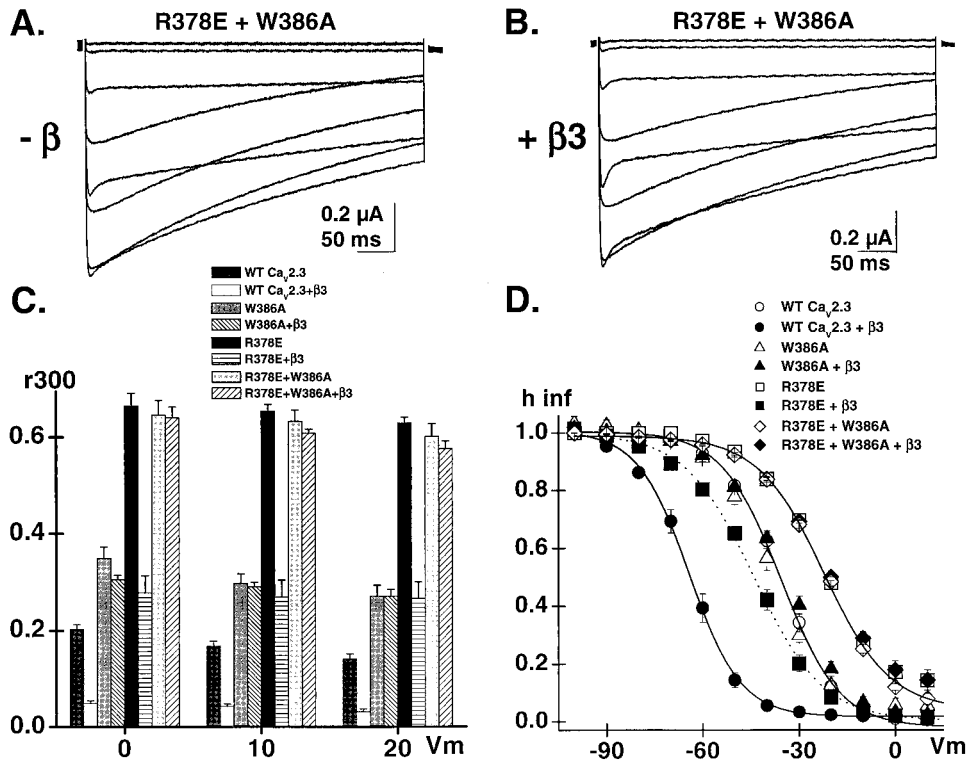 A.
R378E + W386A
- β
0.2 µA
50 ms
B.
R378E + W386A
+ β3
0.2 µA
50 ms
C.
WT Cav2.3
WT Cav2.3+β3
W386A
W386A+β3
R378E
R378E+β3
R378E+W386A
R378E+W386A+β3
r300
0.6
0.4
0.2
0.0
0
10
20
Vm
D.
WT Cav2.3
WT Cav2.3 + β3
W386A
W386A + β3
R378E
R378E + β3
R378E + W386A
R378E + W386A + β3
h inf
1.0
0.8
0.6
0.4
0.2
0.0
-90
-60
-30
0
Vm